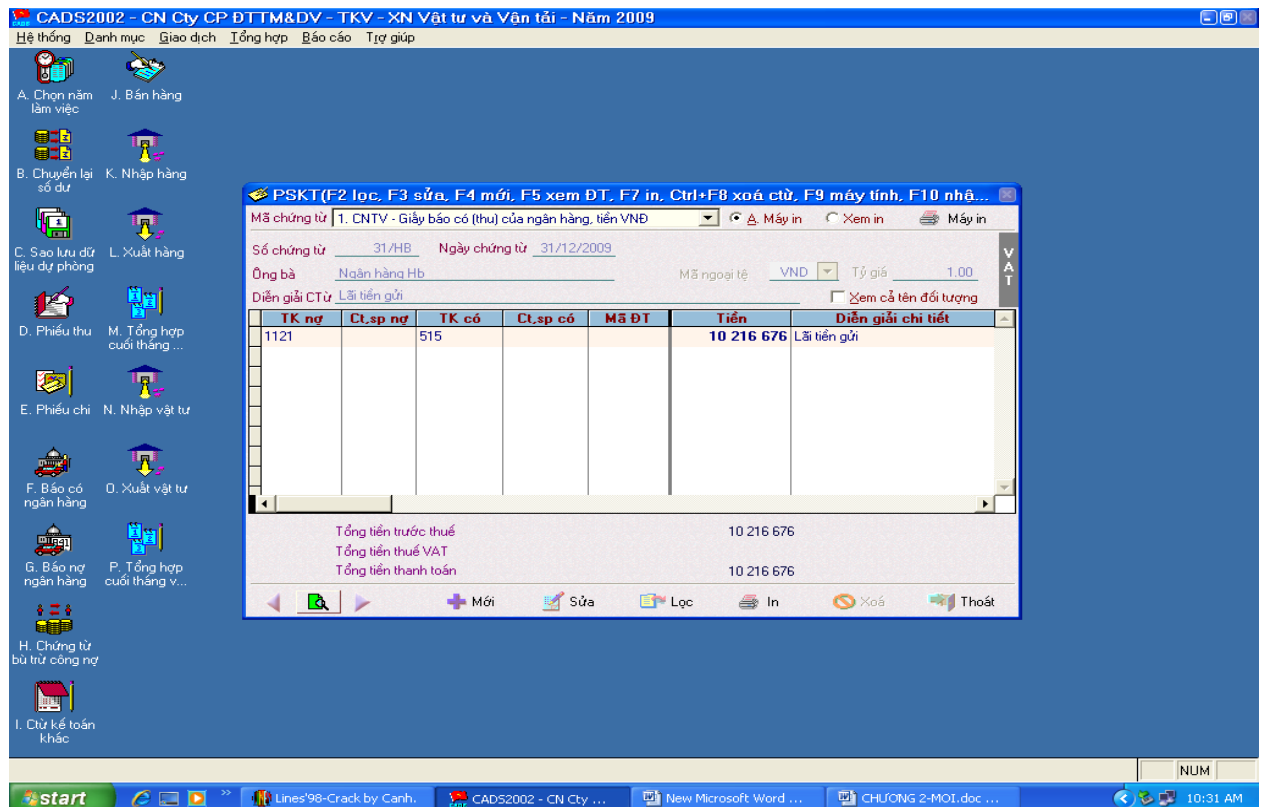 CADS2002 - CN Cty CP ĐTTM&DV - TKV - XN Vật tư và Vận tải - Năm 2009
Hệ thống Danh mục Giao dịch Tổng hợp Báo cáo Trợ giúp
A. Chọn năm làm việc
J. Bán hàng
B. Chuyển lại số dư
K. Nhập hàng
C. Sao lưu dữ liệu dự phòng
L. Xuất hàng
D. Phiếu thu
M. Tổng hợp cuối tháng ...
E. Phiếu chi
N. Nhập vật tư
F. Báo có ngân hàng
O. Xuất vật tư
G. Báo nợ ngân hàng
P. Tổng hợp cuối tháng v...
H. Chứng từ bù trừ công nợ
I. Ctừ kế toán khác
PSKT(F2 lọc, F3 sửa, F4 mới, F5 xem ĐT, F7 in, Ctrl+F8 xoá ctừ, F9 máy tính, F10 nhậ...
Mã chứng từ 1. CNTV - Giấy báo có (thu) của ngân hàng, tiền VNĐ A. Máy in Xem in Máy in
Số chứng từ 31/HB Ngày chứng từ 31/12/2009
Ông bà Ngân hàng Hb Mã ngoại tệ VND Tỷ giá 1.00
Diễn giải CTừ Lãi tiền gửi Xem cả tên đối tượng
VAT
TK nợ Ct,sp nợ TK có Ct,sp có Mã ĐT Tiền Diễn giải chi tiết
1121 515 10 216 676 Lãi tiền gửi
Tổng tiền trước thuế 10 216 676
Tổng tiền thuế VAT
Tổng tiền thanh toán 10 216 676
Mới Sửa Lọc In Xoá Thoát
NUM
start Lines'98-Crack by Canh. CADS2002 - CN Cty ... New Microsoft Word ... CHƯƠNG 2-MOI.doc ... 10:31 AM